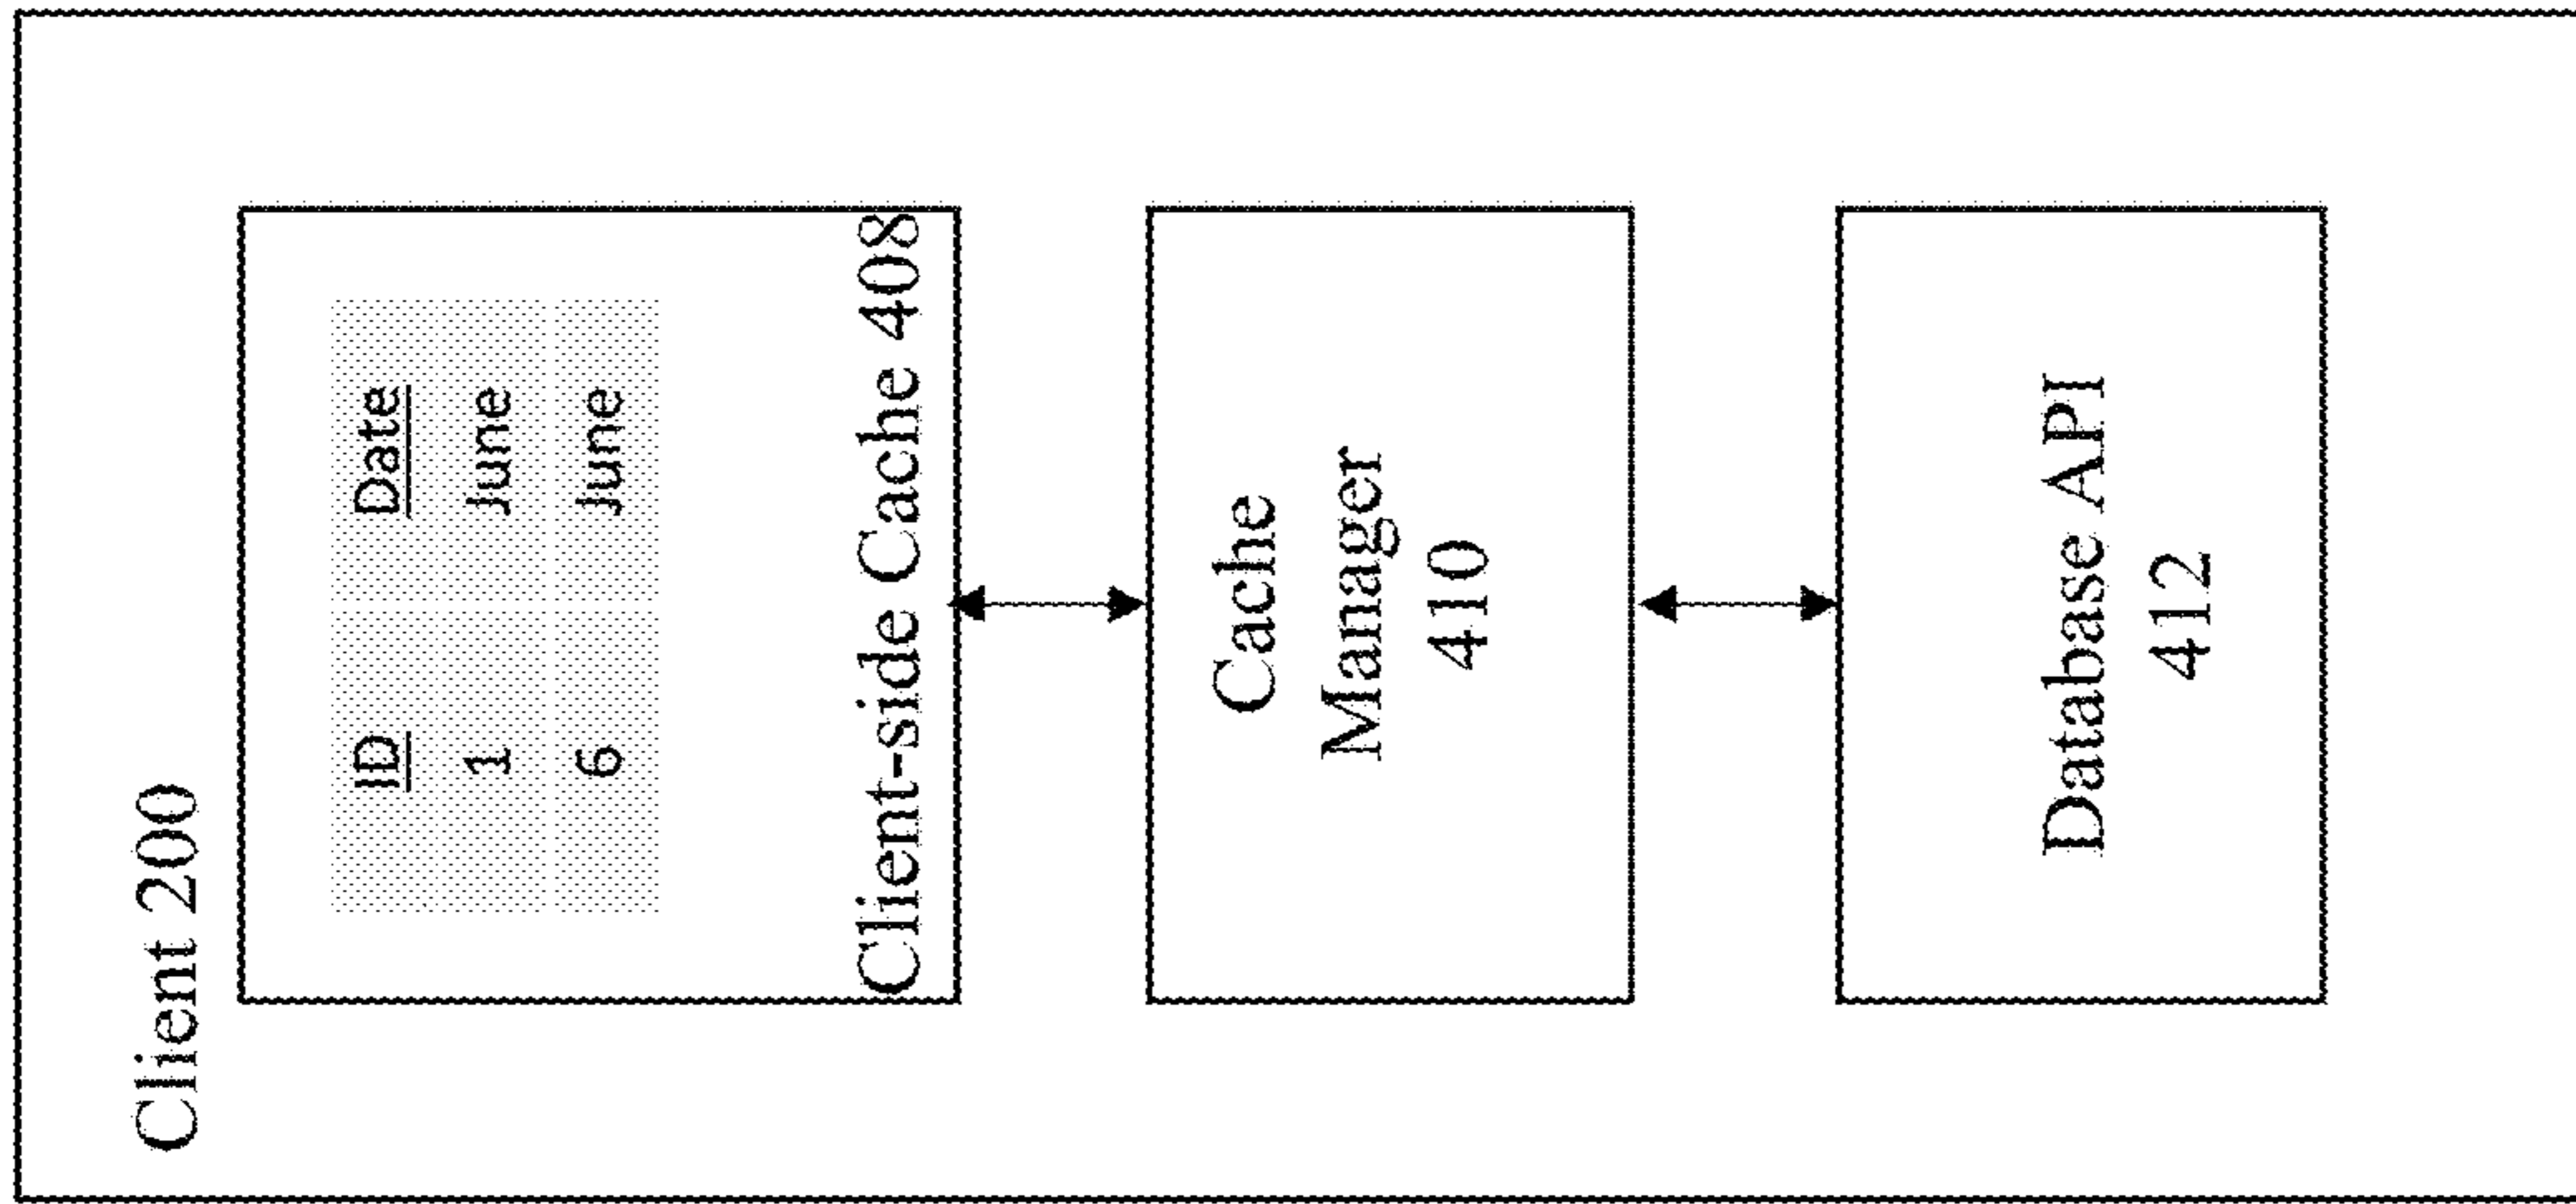 Client 200
ID Date
1 June
6 June
Client-side Cache 408
Cache
Manager
410
Database API
412